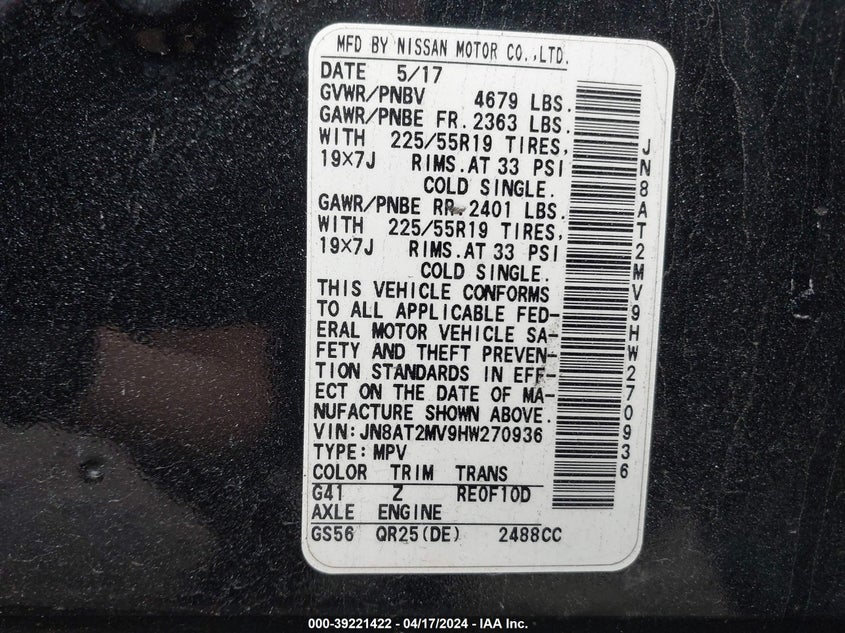 MFD BY NISSAN MOTOR CO.,LTD.
DATE 5/17
GVWR/PNBV 4679 LBS.
GAWR/PNBE FR. 2363 LBS.
WITH 225/55R19 TIRES,
19×7J RIMS. AT 33 PSI
COLD SINGLE.
GAWR/PNBE RR. 2401 LBS.
WITH 225/55R19 TIRES,
19×7J RIMS. AT 33 PSI
COLD SINGLE.
THIS VEHICLE CONFORMS
TO ALL APPLICABLE FED-
ERAL MOTOR VEHICLE SA-
FETY AND THEFT PREVEN-
TION STANDARDS IN EFF-
ECT ON THE DATE OF MA-
NUFACTURE SHOWN ABOVE.
VIN:JN8AT2MV9HW270936
TYPE:MPV
COLOR TRIM TRANS
G41 Z RE0F10D
AXLE ENGINE
GS56 QR25(DE) 2488CC
JN8AT2MV9HW270936
000-39221422 - 04/17/2024 - IAA Inc.